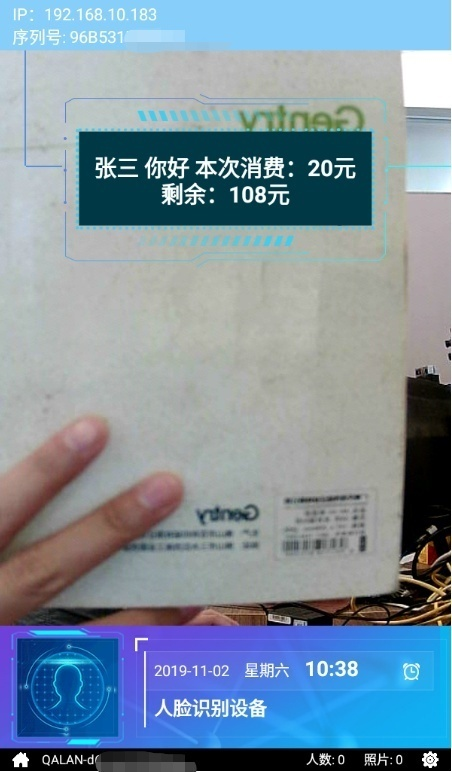 IP：192.168.10.183
序列号: 96B531
Gentry
张三 你好 本次消费：20元
剩余：108元
Gentry
2019-11-02 星期六 10:38
人脸识别设备
QALAN-d
人数: 0 照片: 0